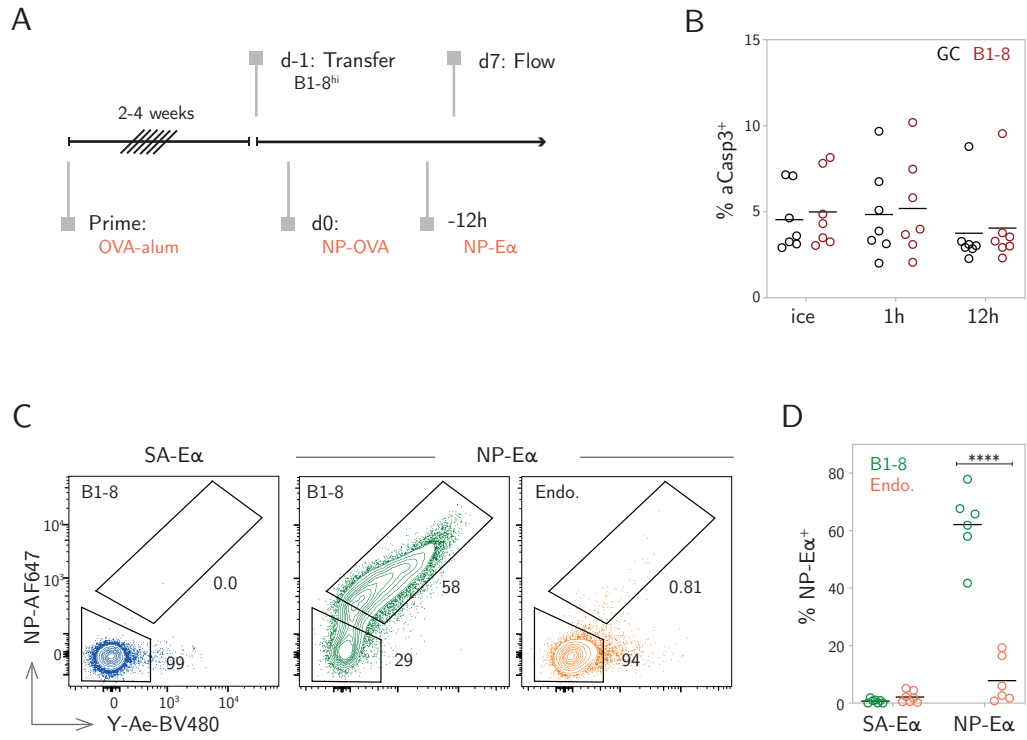 A
d-1: Transfer
B1-8hi
d7: Flow
2-4 weeks
Prime:
OVA-alum
d0:
NP-OVA
-12h
NP-Eα
B
15
10
5
0
% aCasp3+
GC B1-8
ice 1h 12h
C
SA-Eα
NP-Eα
B1-8
B1-8
Endo.
10⁴
10³
0
NP-AF647
0.0
99
58
29
0.81
94
0 10³ 10⁴
Y-Ae-BV480
D
80
60
40
20
0
% NP-Eα+
B1-8
Endo.
****
SA-Eα NP-Eα